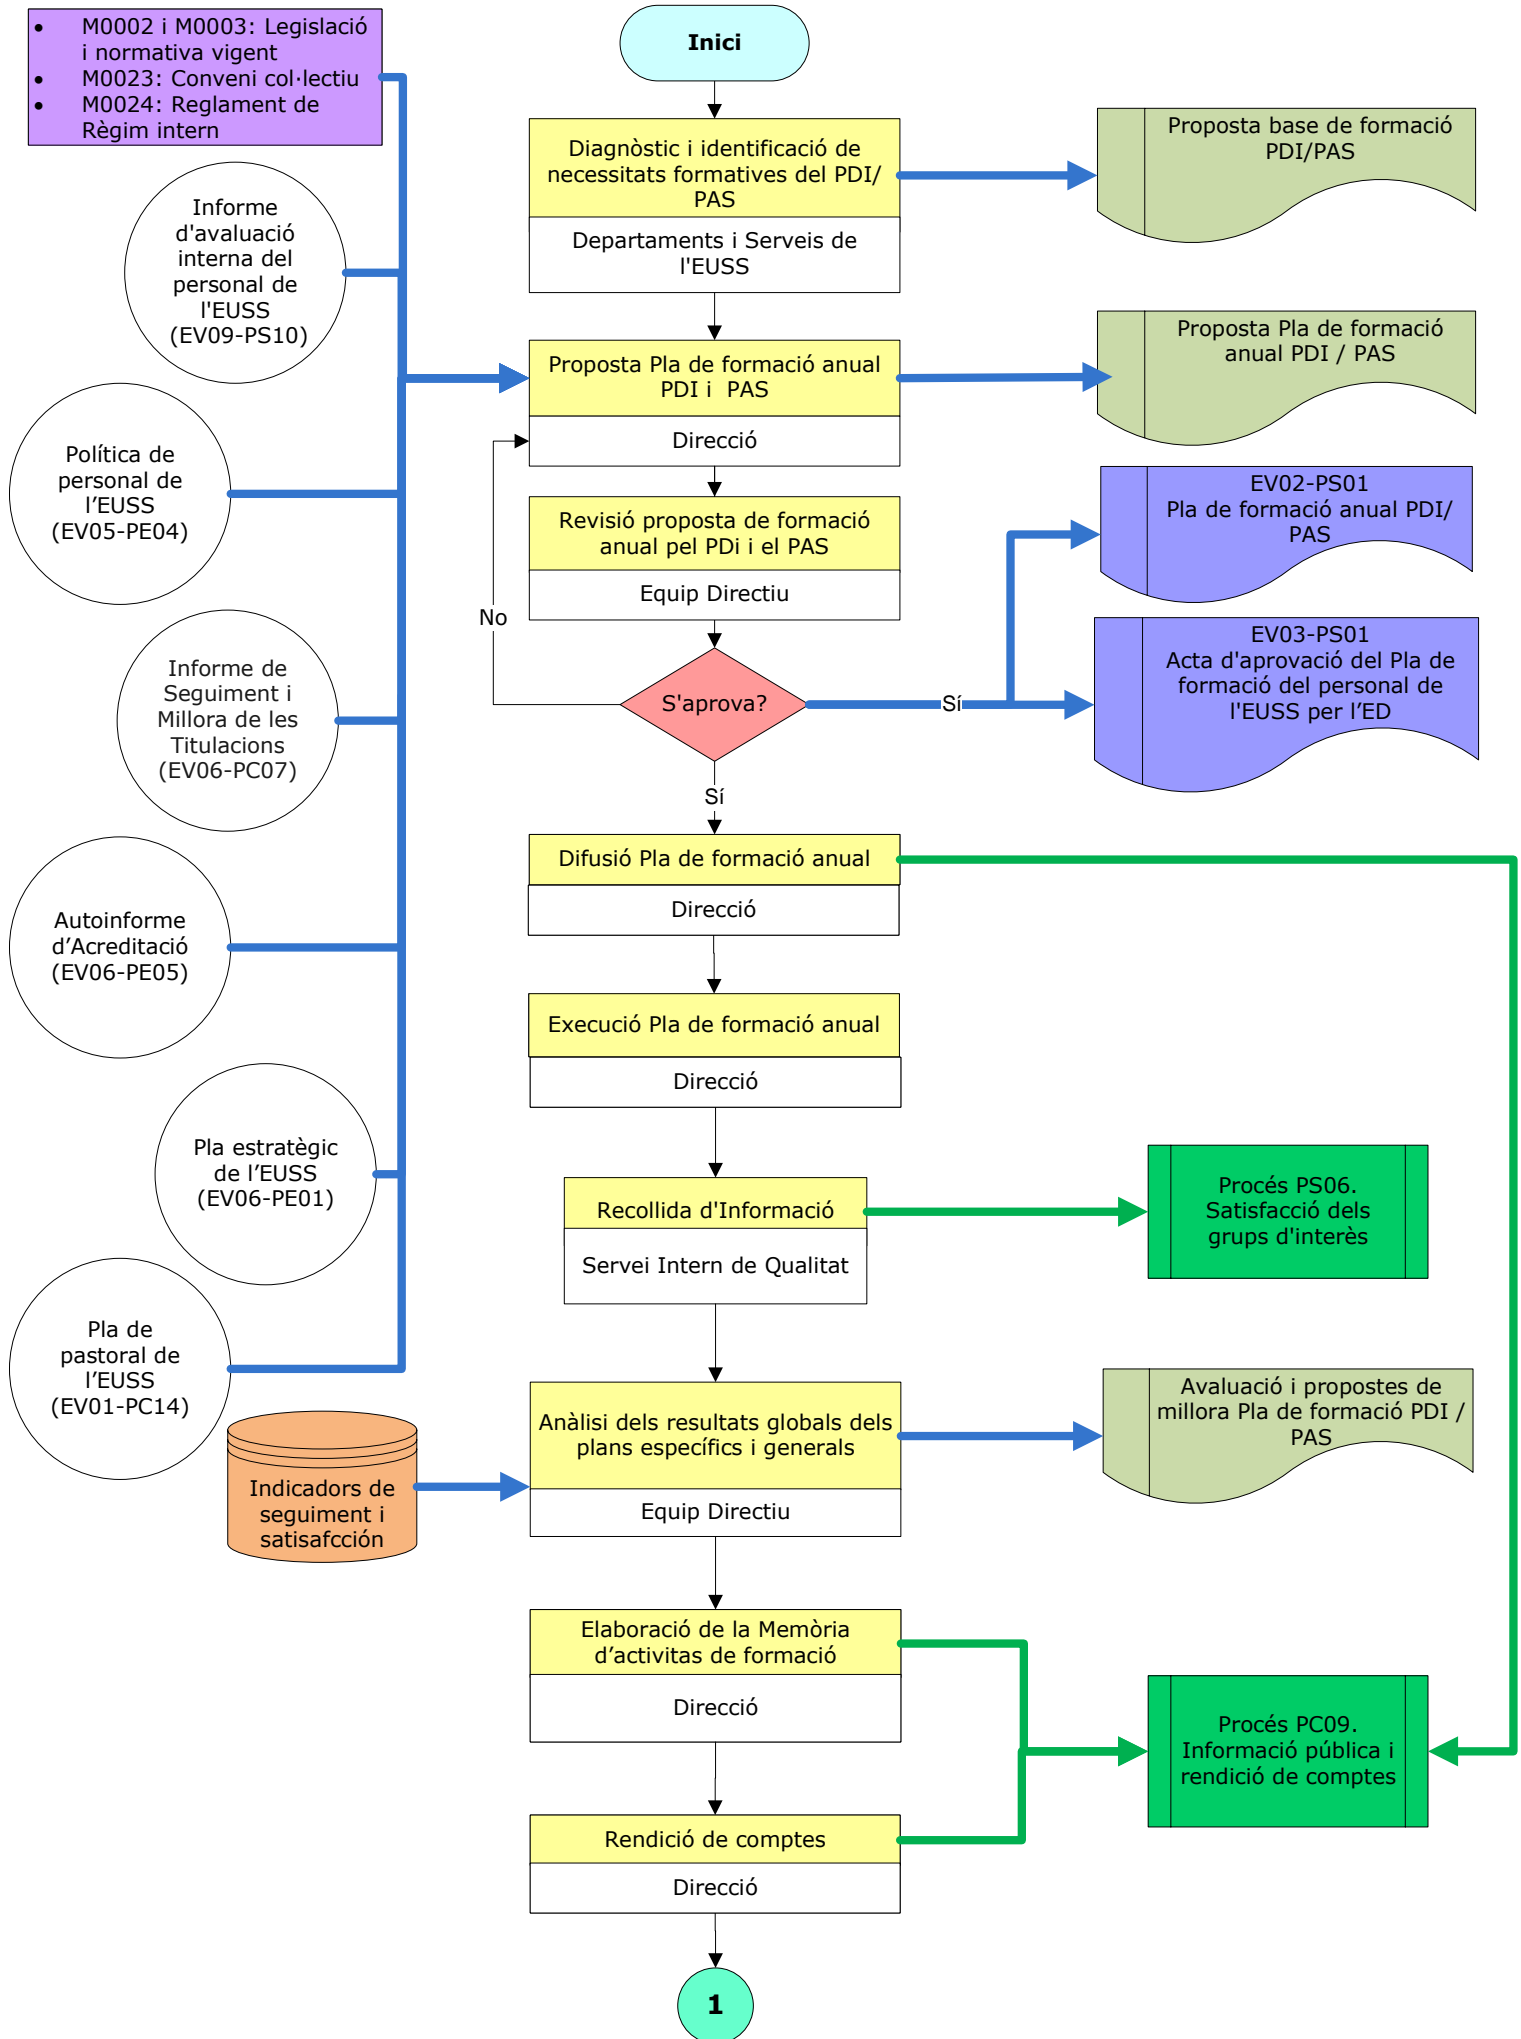 • M0002 i M0003: Legislació
i normativa vigent
• M0023: Conveni col·lectiu
• M0024: Reglament de
Règim intern
Inici
Diagnòstic i identificació de
necessitats formatives del PDI/
PAS
Departaments i Serveis de
l'EUSS
Proposta base de formació
PDI/PAS
Informe
d'avaluació
interna del
personal de
l'EUSS
(EV09-PS10)
Proposta Pla de formació anual
PDI i  PAS
Direcció
Proposta Pla de formació
anual PDI / PAS
Política de
personal de
l’EUSS
(EV05-PE04)
Revisió proposta de formació
anual pel PDi i el PAS
Equip Directiu
EV02-PS01
Pla de formació anual PDI/
PAS
No
S'aprova?
Sí
EV03-PS01
Acta d'aprovació del Pla de
formació del personal de
l'EUSS per l’ED
Informe de
Seguiment i
Millora de les
Titulacions
(EV06-PC07)
Sí
Difusió Pla de formació anual
Direcció
Autoinforme
d’Acreditació
(EV06-PE05)
Execució Pla de formació anual
Direcció
Pla estratègic
de l’EUSS
(EV06-PE01)
Recollida d'Informació
Servei Intern de Qualitat
Procés PS06.
Satisfacció dels
grups d'interès
Pla de
pastoral de
l’EUSS
(EV01-PC14)
Anàlisi dels resultats globals dels
plans específics i generals
Equip Directiu
Avaluació i propostes de
millora Pla de formació PDI /
PAS
Indicadors de
seguiment i
satisafcción
Elaboració de la Memòria
d’activitas de formació
Direcció
Procés PC09.
Informació pública i
rendició de comptes
Rendició de comptes
Direcció
1